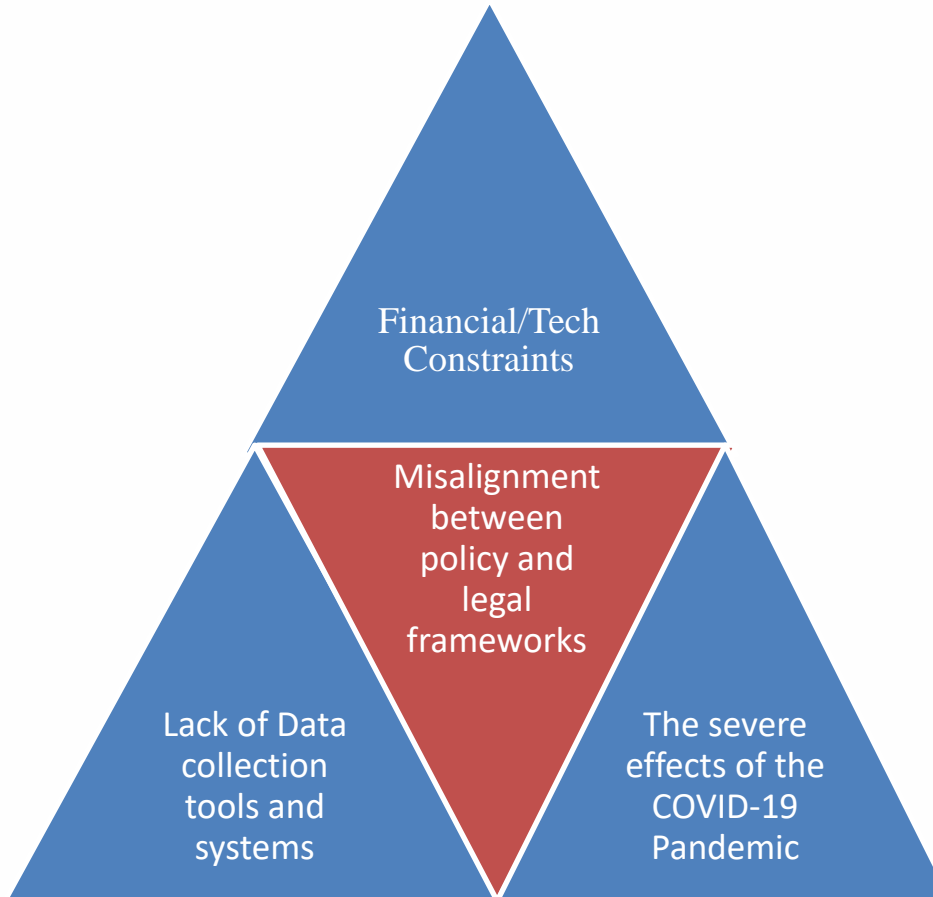 Financial/Tech
Constraints
Misalignment
between
policy and
legal
frameworks
Lack of Data
collection
tools and
systems
The severe
effects of the
COVID-19
Pandemic